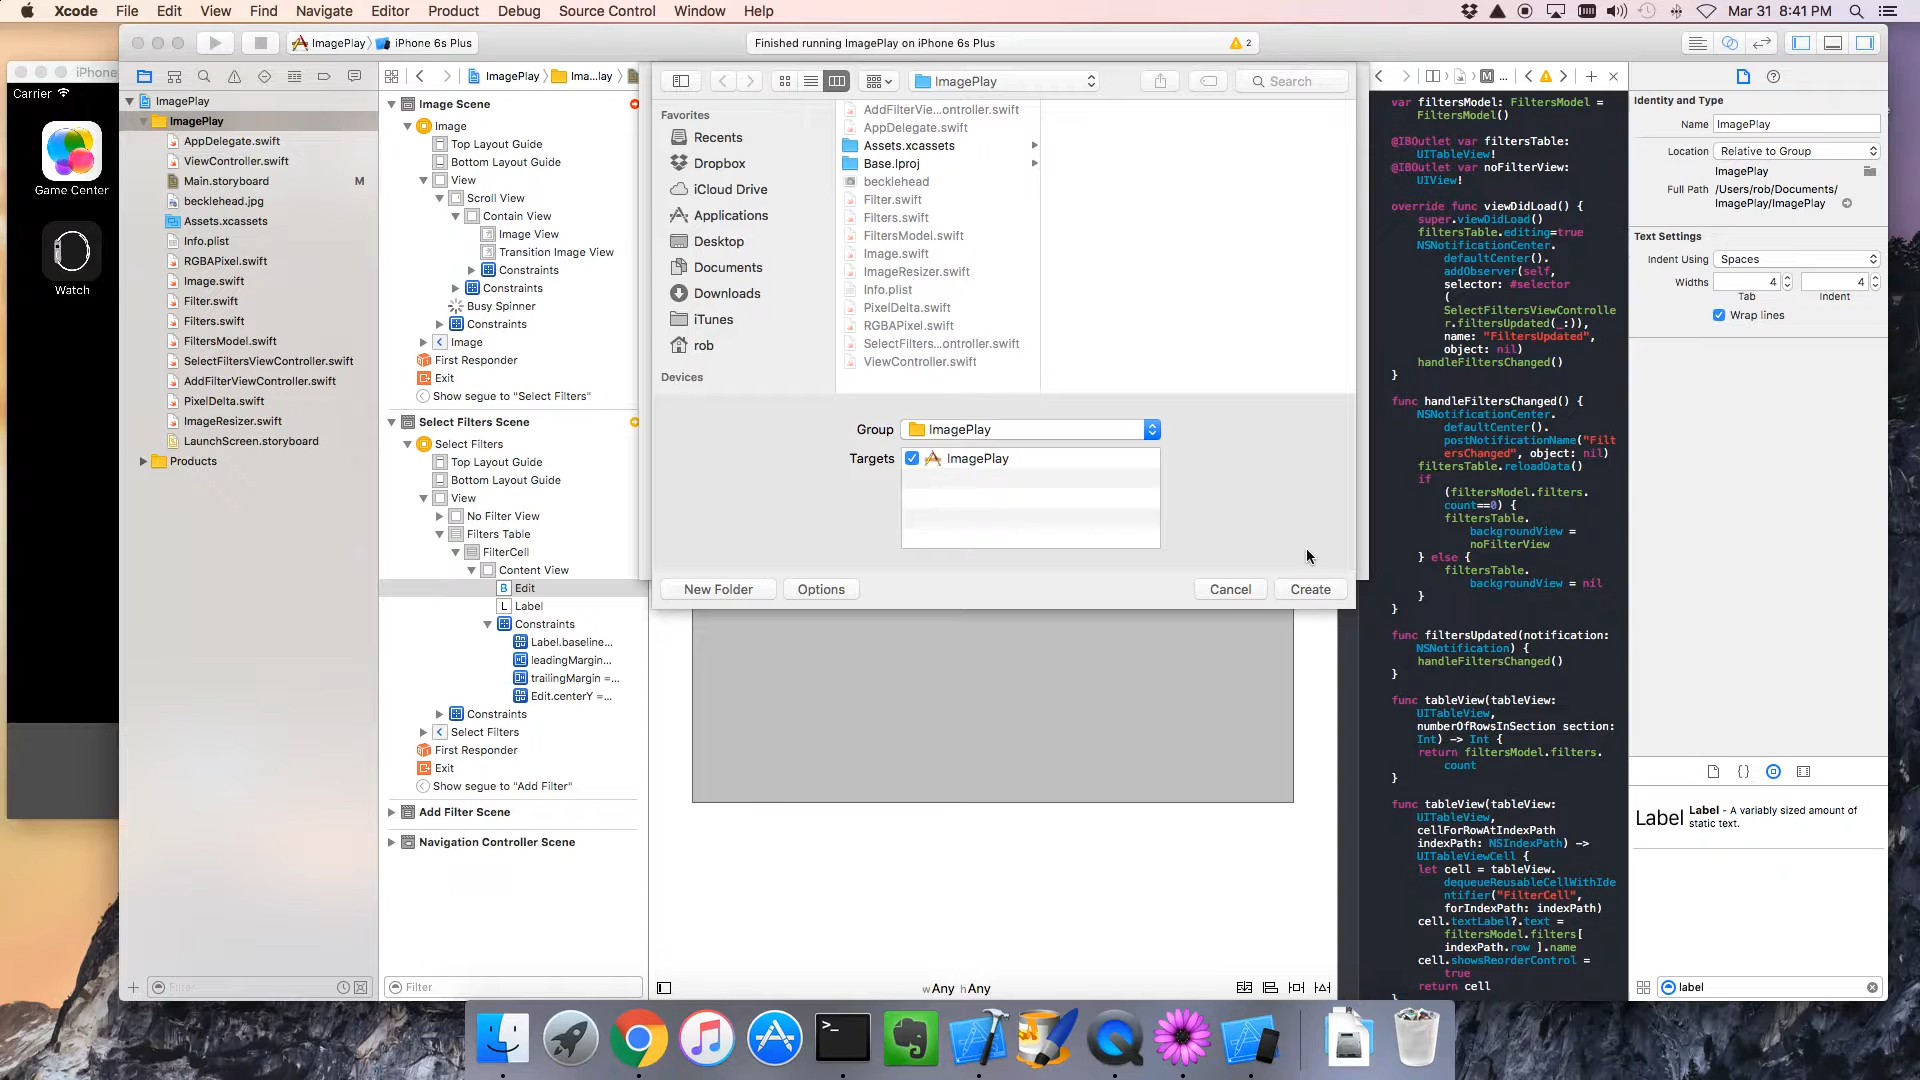 Xcode File Edit View Find Navigate Editor Product Debug Source Control Window Help
Mar 31 8:41 PM
ImagePlay iPhone 6s Plus
Finished running ImagePlay on iPhone 6s Plus
2
iPhone
Carrier
Game Center
Watch
ImagePlay
ImagePlay
AppDelegate.swift
ViewController.swift
Main.storyboard M
becklehead.jpg
Assets.xcassets
Info.plist
RGBAPixel.swift
Image.swift
Filter.swift
Filters.swift
FiltersModel.swift
SelectFiltersViewController.swift
AddFilterViewController.swift
PixelDelta.swift
ImageResizer.swift
LaunchScreen.storyboard
Products
Filter
ImagePlay Ima...lay
Image Scene
Image
Top Layout Guide
Bottom Layout Guide
View
Scroll View
Contain View
Image View
Transition Image View
Constraints
Constraints
Busy Spinner
Constraints
Image
First Responder
Exit
Show segue to "Select Filters"
Select Filters Scene
Select Filters
Top Layout Guide
Bottom Layout Guide
View
No Filter View
Filters Table
FilterCell
Content View
B Edit
L Label
Constraints
Label.baseline...
leadingMargin...
trailingMargin =...
Edit.centerY =...
Constraints
Select Filters
First Responder
Exit
Show segue to "Add Filter"
Add Filter Scene
Navigation Controller Scene
Filter
ImagePlay
Search
Favorites
Recents
Dropbox
iCloud Drive
Applications
Desktop
Documents
Downloads
iTunes
rob
Devices
AddFilterVie...ontroller.swift
AppDelegate.swift
Assets.xcassets
Base.lproj
becklehead
Filter.swift
Filters.swift
FiltersModel.swift
Image.swift
ImageResizer.swift
Info.plist
PixelDelta.swift
RGBAPixel.swift
SelectFilters...ontroller.swift
ViewController.swift
Group ImagePlay
Targets ImagePlay
New Folder Options Cancel Create
wAny hAny
M ...
var filtersModel: FiltersModel =
FiltersModel()
@IBOutlet var filtersTable:
UITableView!
@IBOutlet var noFilterView:
UIView!
override func viewDidLoad() {
super.viewDidLoad()
filtersTable.editing=true
NSNotificationCenter.
defaultCenter().
addObserver(self,
selector: #selector
(
SelectFiltersViewControlle
r.filtersUpdated(_:)),
name: "FiltersUpdated",
object: nil)
handleFiltersChanged()
}
func handleFiltersChanged() {
NSNotificationCenter.
defaultCenter().
postNotificationName("Filt
ersChanged", object: nil)
filtersTable.reloadData()
if
(filtersModel.filters.
count==0) {
filtersTable.
backgroundView =
noFilterView
} else {
filtersTable.
backgroundView = nil
}
}
func filtersUpdated(notification:
NSNotification) {
handleFiltersChanged()
}
func tableView(tableView:
UITableView,
numberOfRowsInSection section:
Int) -> Int {
return filtersModel.filters.
count
}
func tableView(tableView:
UITableView,
cellForRowAtIndexPath
indexPath: NSIndexPath) ->
UITableViewCell {
let cell = tableView.
dequeueReusableCellWithIde
ntifier("FilterCell",
forIndexPath: indexPath)
cell.textLabel?.text =
filtersModel.filters[
indexPath.row ].name
cell.showsReorderControl =
true
return cell
}
Identity and Type
Name ImagePlay
Location Relative to Group
ImagePlay
Full Path /Users/rob/Documents/
ImagePlay/ImagePlay
Text Settings
Indent Using Spaces
Widths 4 4
Tab Indent
Wrap lines
Label Label - A variably sized amount of
static text.
label